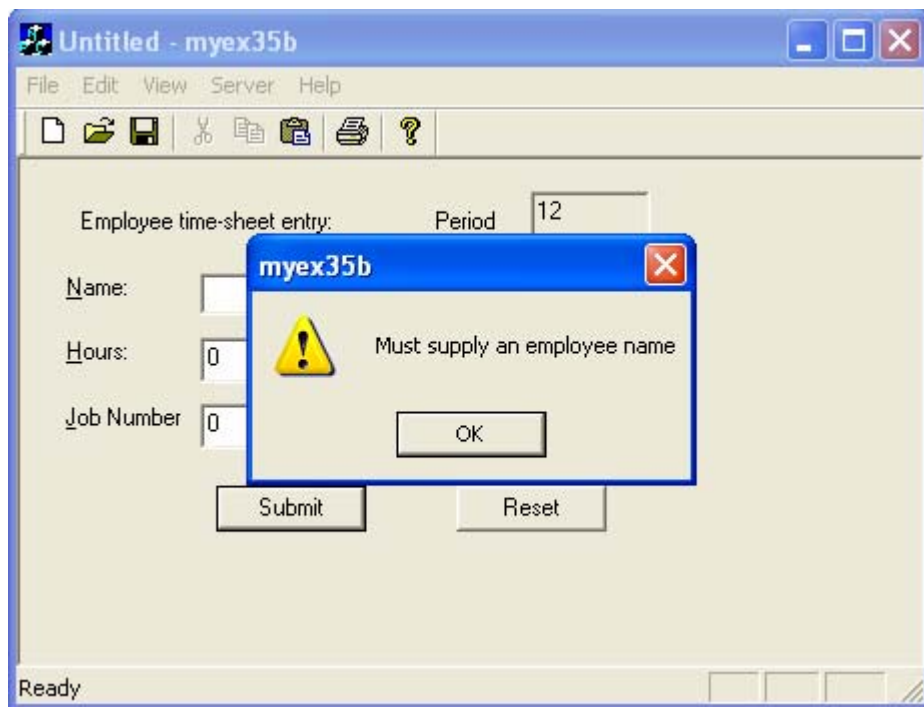 Untitled - myex35b
File Edit View Server Help
Employee time-sheet entry: Period 12
myex35b
Name:
Must supply an employee name
Hours: 0
Job Number 0
OK
Submit Reset
Ready